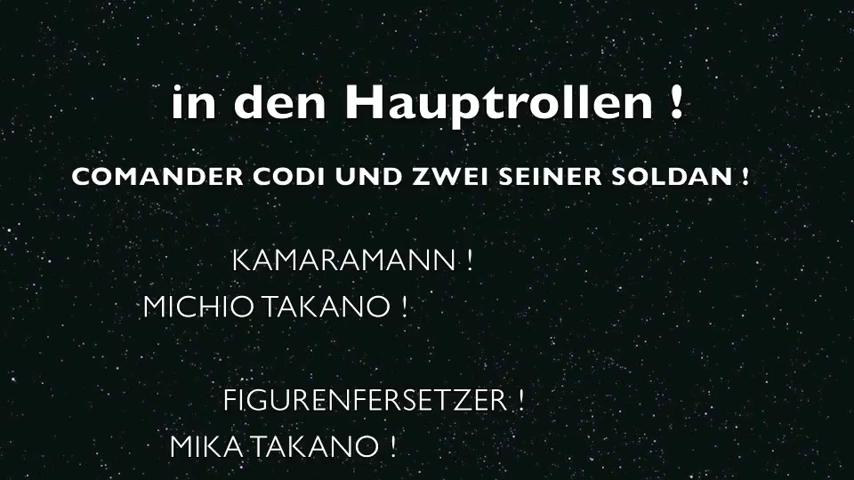 in den Hauptrollen !
COMANDER CODI UND ZWEI SEINER SOLDAN !
KAMARAMANN !
MICHIO TAKANO !
FIGURENFERSETZER !
MIKA TAKANO !